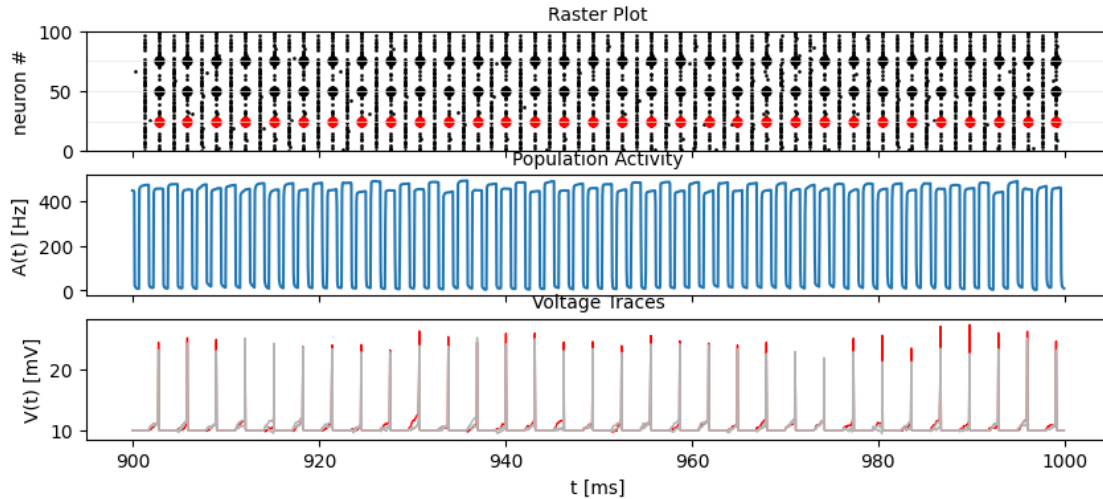 Raster Plot
neuron #
100
50
0
Population Activity
A(t) [Hz]
400
200
0
Voltage Traces
V(t) [mV]
20
10
900 920 940 960 980 1000
t [ms]